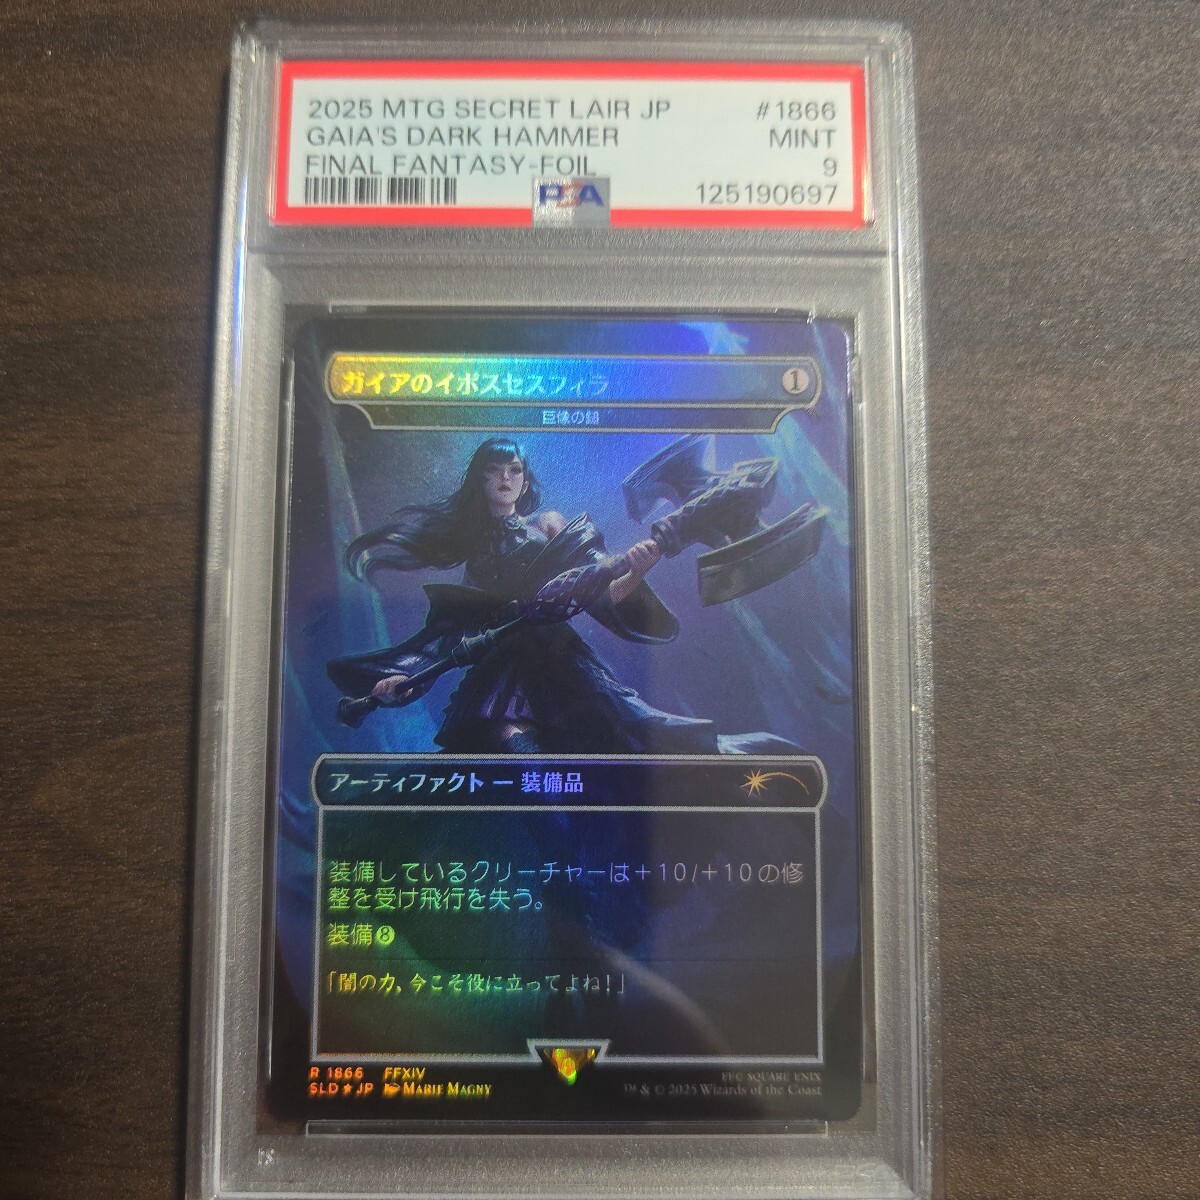 2025 MTG SECRET LAIR JP #1866
GAIA'S DARK HAMMER MINT
FINAL FANTASY-FOIL 9
PSA 125190697
ガイアのイポスセスフィラ 1
巨像の鎚
アーティファクト ― 装備品
装備しているクリーチャーは＋10/＋10の修
整を受け飛行を失う。
装備8
「闇の力，今こそ役に立ってよね！」
R 1866 FFXIV
SLD★JP MARIE MAGNY
FF© SQUARE ENIX
™ & © 2025 Wizards of the Coast